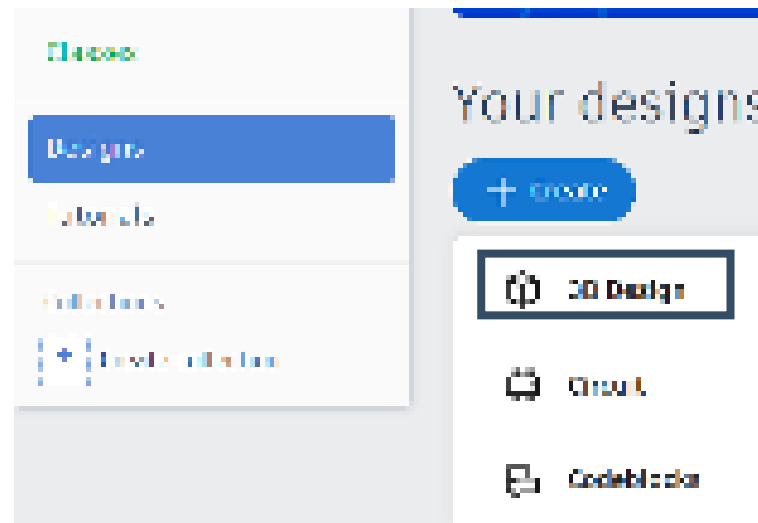 Classes
Designs
Tutorials
Collections
+ Create collection
Your designs
+ Create
3D Design
Circuit
Codeblocks